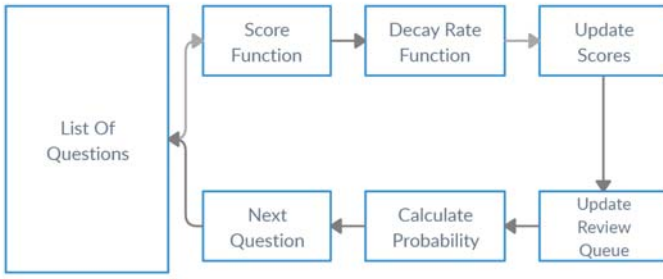 List Of
Questions
Score
Function
Decay Rate
Function
Update
Scores
Next
Question
Calculate
Probability
Update
Review
Queue